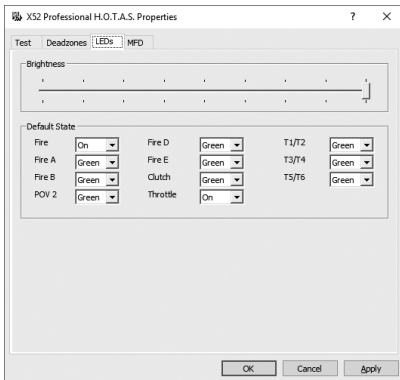 X52 Professional H.O.T.A.S. Properties ? X
Test Deadzones LEDs MFD
Brightness
Default State
Fire On Fire D Green T1/T2 Green
Fire A Green Fire E Green T3/T4 Green
Fire B Green Clutch Green T5/T6 Green
POV 2 Green Throttle On
OK Cancel Apply